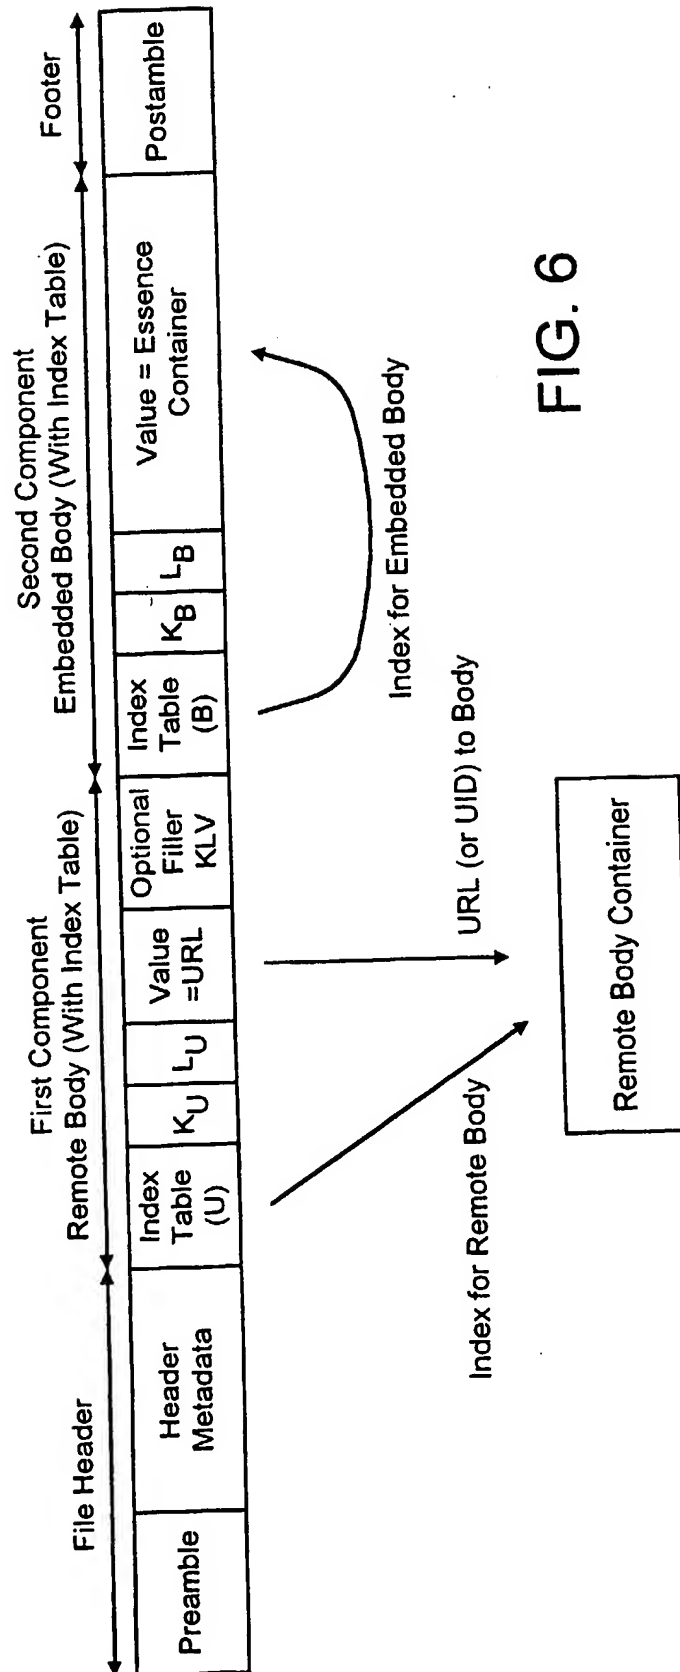 File Header
First Component
Remote Body (With Index Table)
Second Component
Embedded Body (With Index Table)
Footer
Preamble
Header
Metadata
Index
Table
(U)
KU
LU
Value
=URL
Optional
Filler
KLV
Index
Table
(B)
KB
LB
Value = Essence
Container
Postamble
Index for Remote Body
URL (or UID) to Body
Index for Embedded Body
Remote Body Container
FIG. 6